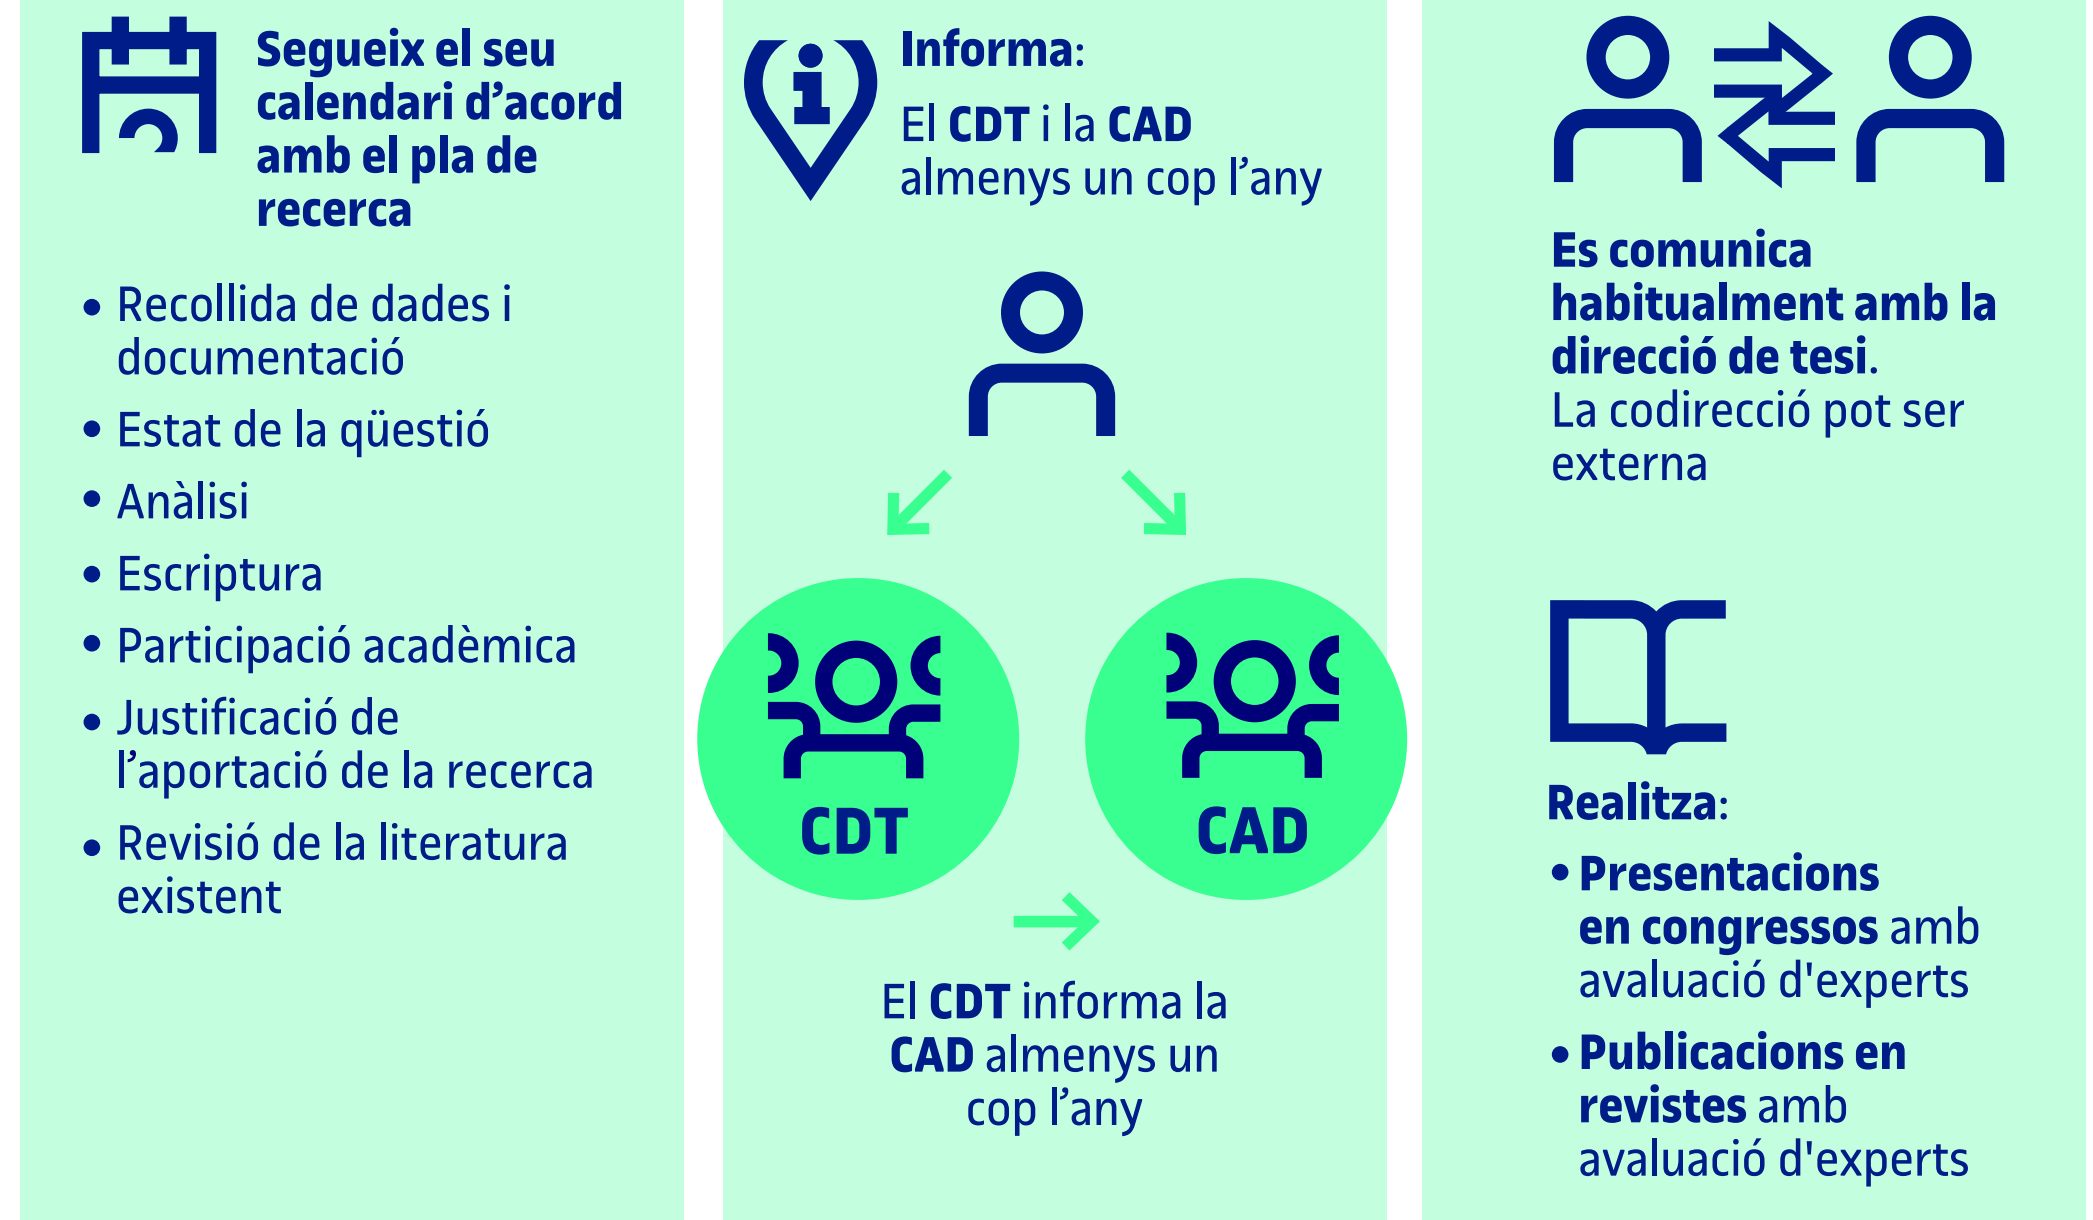 Segueix el seu
calendari d’acord
amb el pla de
recerca
• Recollida de dades i
documentació
• Estat de la qüestió
• Anàlisi
• Escriptura
• Participació acadèmica
• Justificació de
l’aportació de la recerca
• Revisió de la literatura
existent
Informa:
El CDT i la CAD
almenys un cop l’any
CDT
CAD
El CDT informa la
CAD almenys un
cop l’any
Es comunica
habitualment amb la
direcció de tesi.
La codirecció pot ser
externa
Realitza:
• Presentacions
en congressos amb
avaluació d'experts
• Publicacions en
revistes amb
avaluació d'experts